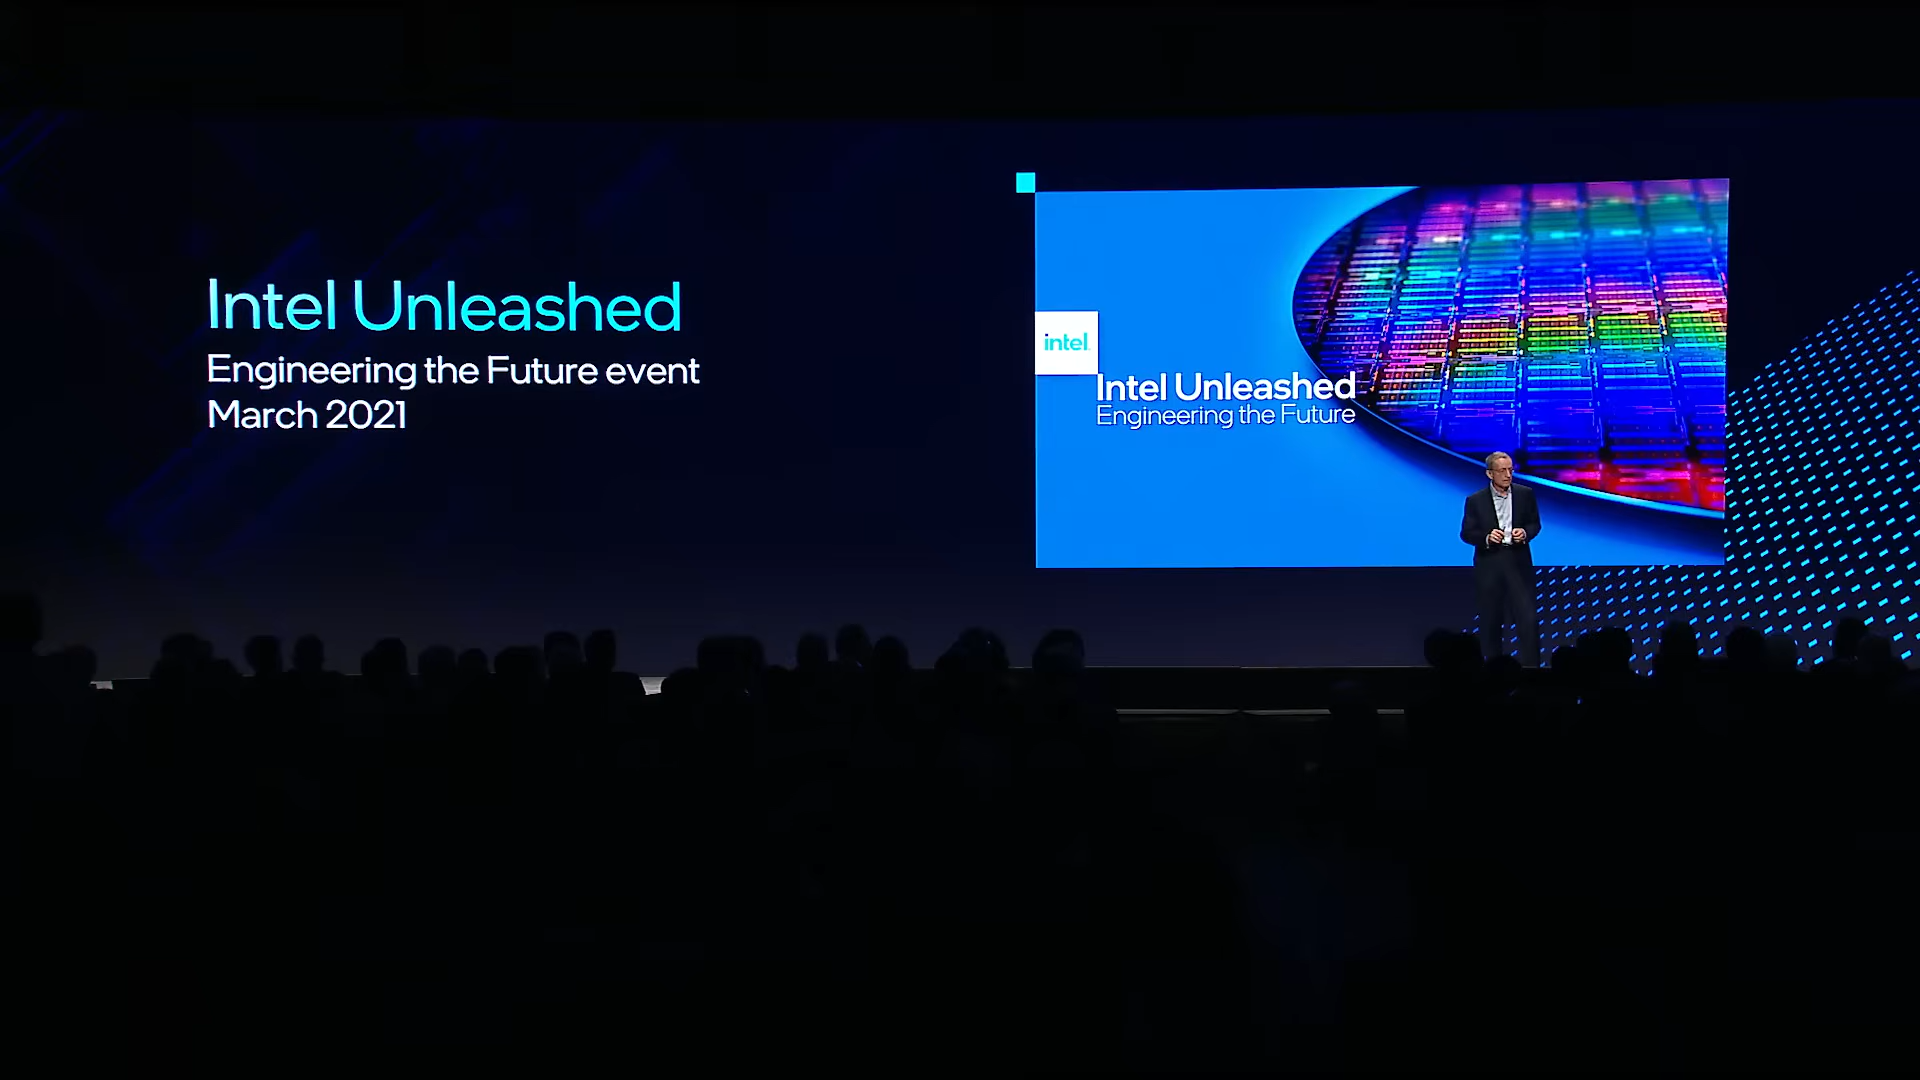 Intel Unleashed
Engineering the Future event
March 2021
intel
Intel Unleashed
Engineering the Future